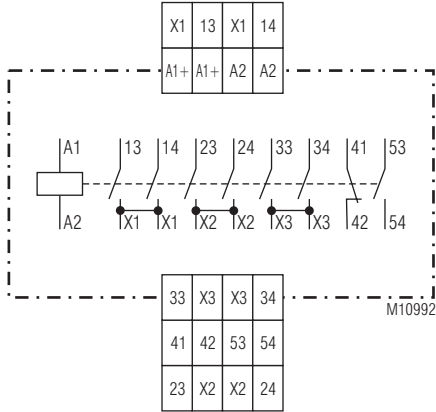 X1 13 X1 14
A1+ A1+ A2 A2
A1 13 14 23 24 33 34 41 53
A2 X1 X1 X2 X2 X3 X3 42 54
M10992
33 X3 X3 34
41 42 53 54
23 X2 X2 24